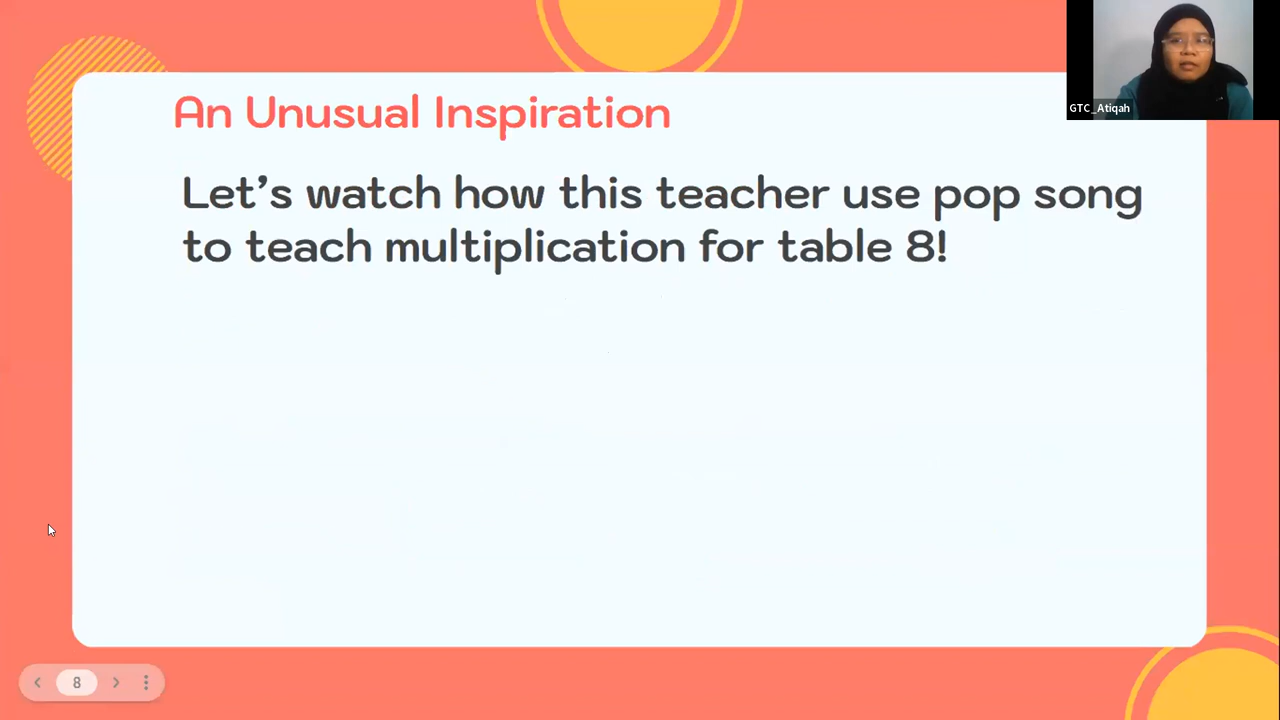 An Unusual Inspiration
Let's watch how this teacher use pop song
to teach multiplication for table 8!
GTC_Atiqah
8